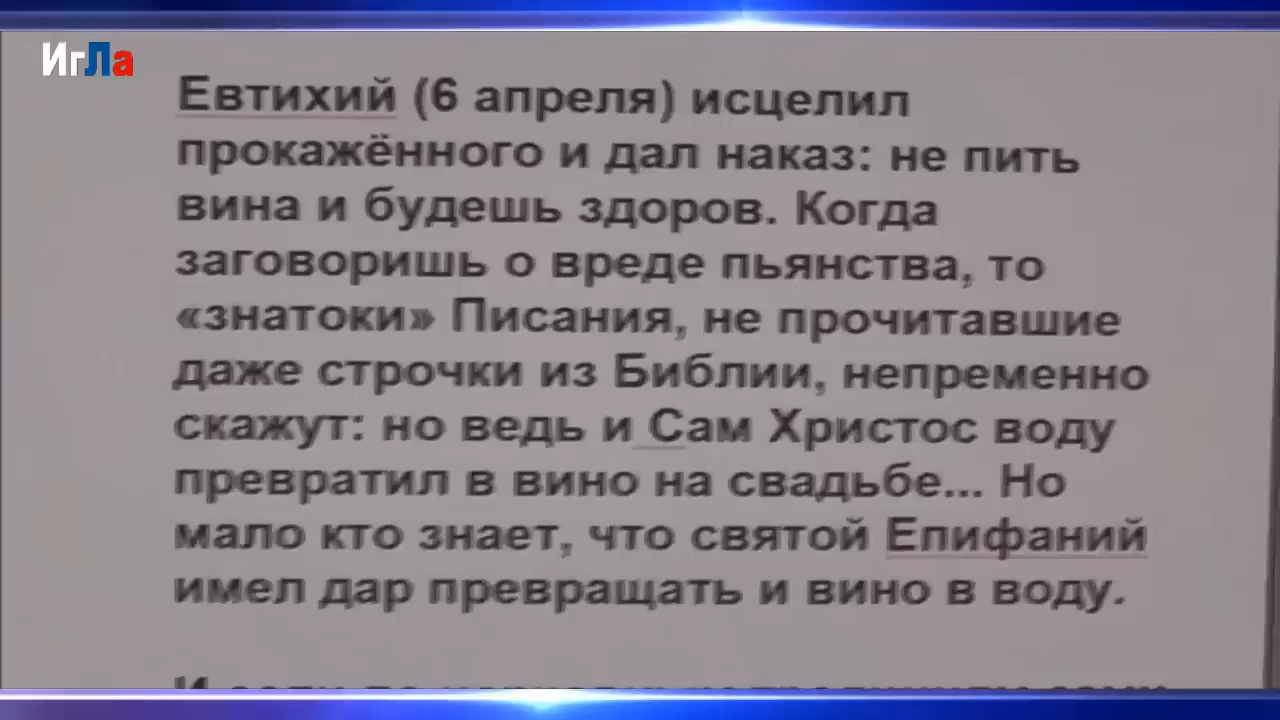 ИгЛа
Евтихий (6 апреля) исцелил
прокажённого и дал наказ: не пить
вина и будешь здоров. Когда
заговоришь о вреде пьянства, то
«знатоки» Писания, не прочитавшие
даже строчки из Библии, непременно
скажут: но ведь и Сам Христос воду
превратил в вино на свадьбе... Но
мало кто знает, что святой Епифаний
имел дар превращать и вино в воду.